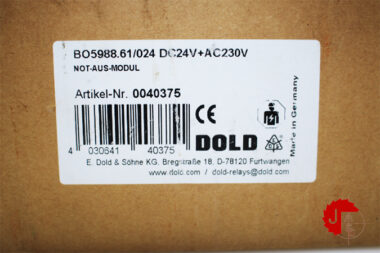 BO5988.61/024 DC24V+AC230V
NOT-AUS-MODUL
Artikel-Nr. 0040375
CE
Made in Germany
DOLD
4 030641 40375
E. Dold & Söhne KG, Bregstraße 18, D-78120 Furtwangen
www.dold.com / dold-relays@dold.com